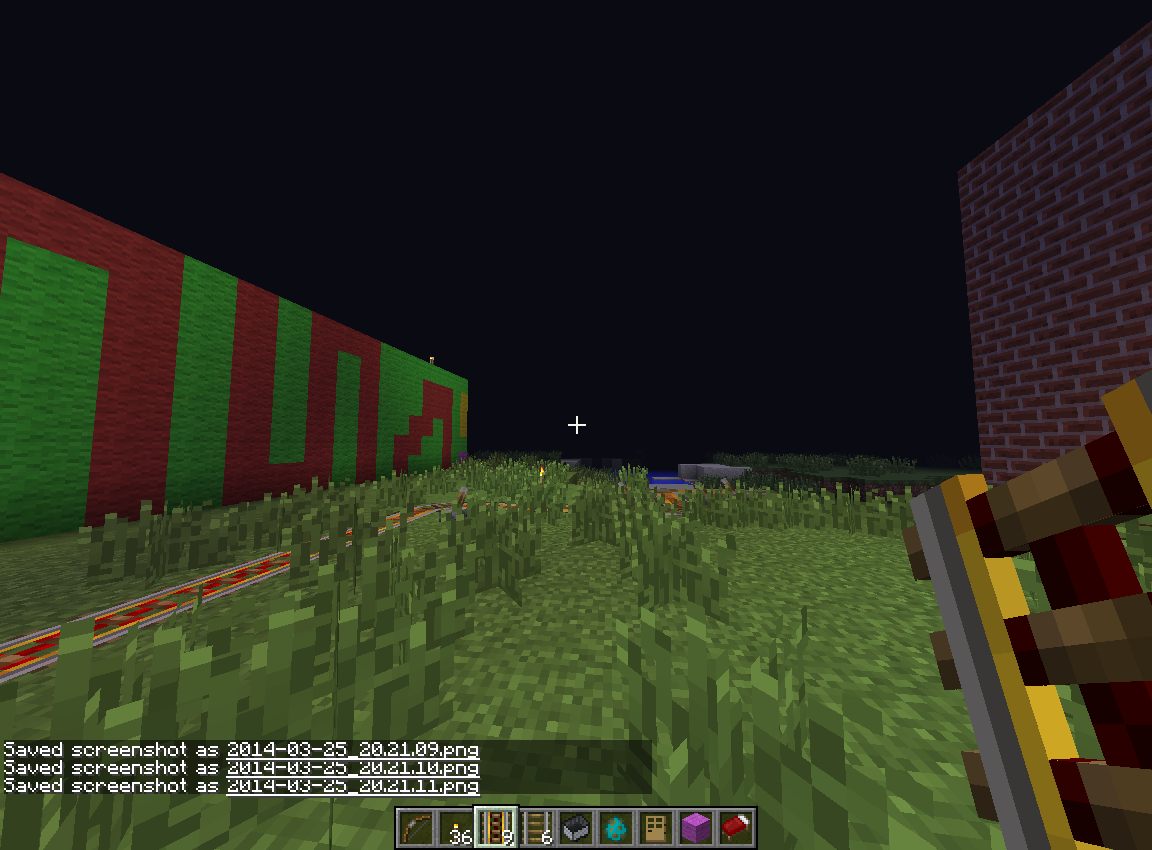 Saved screenshot as 2014-03-25_20.21.09.png
Saved screenshot as 2014-03-25_20.21.10.png
Saved screenshot as 2014-03-25_20.21.11.png
36 9 6